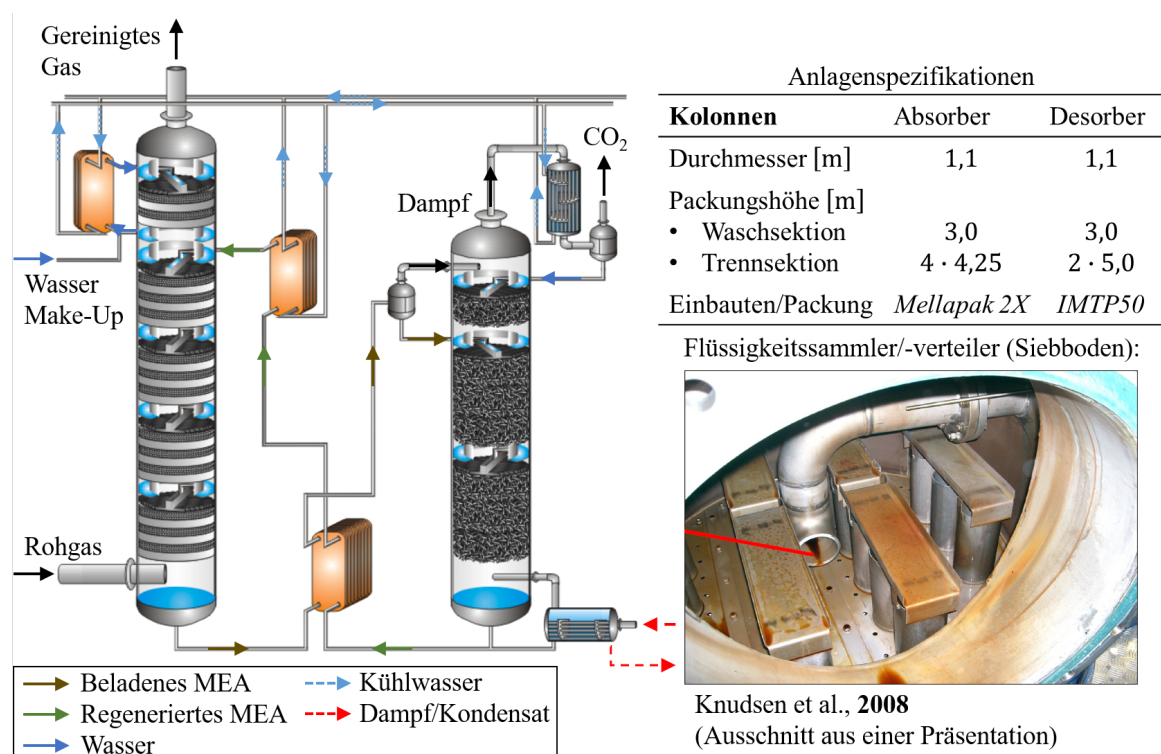 Gereinigtes
Gas
CO₂
Dampf
Wasser
Make-Up
Rohgas
Beladenes MEA
Regeneriertes MEA
Wasser
Kühlwasser
Dampf/Kondensat
Anlagenspezifikationen
Kolonnen Absorber Desorber
Durchmesser [m] 1,1 1,1
Packungshöhe [m]
• Waschsektion 3,0 3,0
• Trennsektion 4 · 4,25 2 · 5,0
Einbauten/Packung Mellapak 2X IMTP50
Flüssigkeitssammler/-verteiler (Siebboden):
Knudsen et al., 2008
(Ausschnitt aus einer Präsentation)